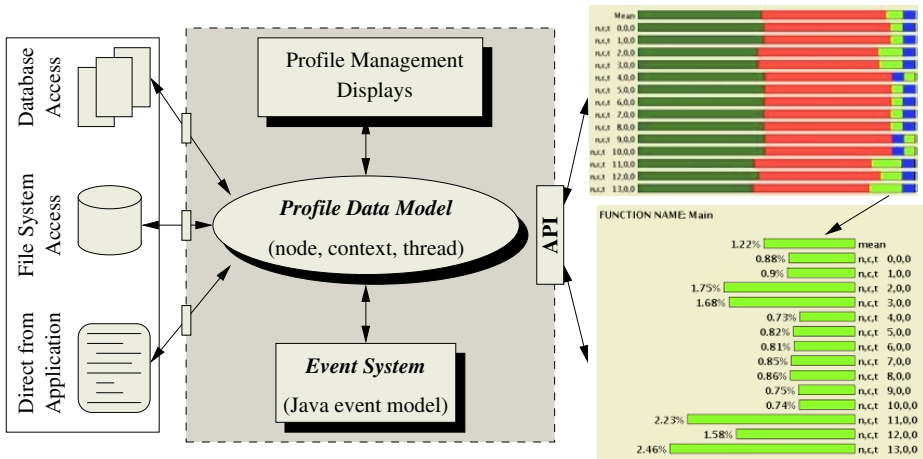 Database
Access
File System
Access
Direct from
Application
Profile Management
Displays
Profile Data Model
(node, context, thread)
Event System
(Java event model)
API
Mean
n,c,t 0,0,0
n,c,t 1,0,0
n,c,t 2,0,0
n,c,t 3,0,0
n,c,t 4,0,0
n,c,t 5,0,0
n,c,t 6,0,0
n,c,t 7,0,0
n,c,t 8,0,0
n,c,t 9,0,0
n,c,t 10,0,0
n,c,t 11,0,0
n,c,t 12,0,0
n,c,t 13,0,0
FUNCTION NAME: Main
1.22% mean
0.88% n,c,t 0,0,0
0.9% n,c,t 1,0,0
1.75% n,c,t 2,0,0
1.68% n,c,t 3,0,0
0.73% n,c,t 4,0,0
0.82% n,c,t 5,0,0
0.81% n,c,t 6,0,0
0.85% n,c,t 7,0,0
0.86% n,c,t 8,0,0
0.75% n,c,t 9,0,0
0.74% n,c,t 10,0,0
2.23% n,c,t 11,0,0
1.58% n,c,t 12,0,0
2.46% n,c,t 13,0,0